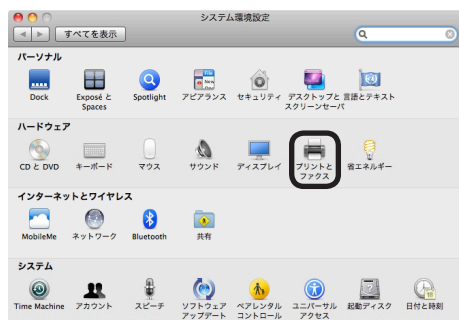 システム環境設定
すべてを表示
パーソナル
Dock
Exposé と
Spaces
Spotlight
アピアランス
セキュリティ
デスクトップと
スクリーンセーバ
言語とテキスト
ハードウェア
CD と DVD
キーボード
マウス
サウンド
ディスプレイ
プリントと
ファクス
省エネルギー
インターネットとワイヤレス
MobileMe
ネットワーク
Bluetooth
共有
システム
Time Machine
アカウント
スピーチ
ソフトウェア
アップデート
ペアレンタル
コントロール
ユニバーサル
アクセス
起動ディスク
日付と時刻